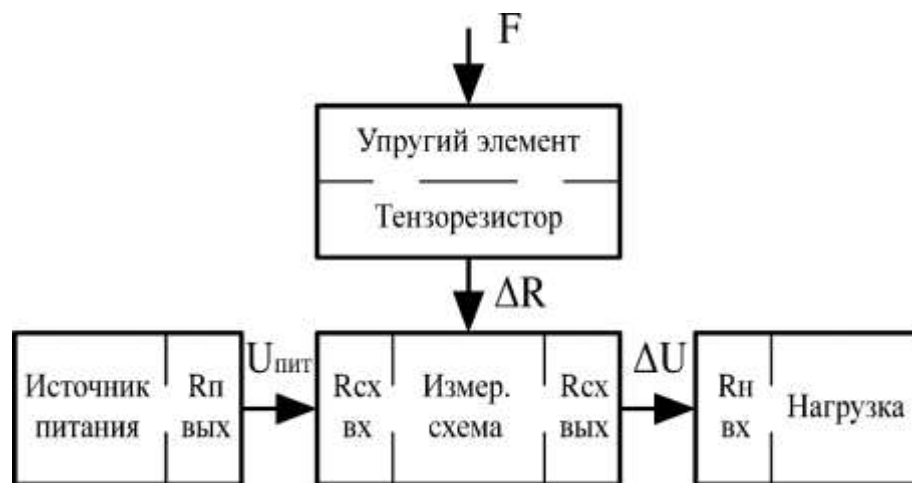 F
Упругий элемент
Тензорезистор
ΔR
Uпит
ΔU
Источник питания
Rп вых
Rсх вх
Измер. схема
Rсх вых
Rн вх
Нагрузка